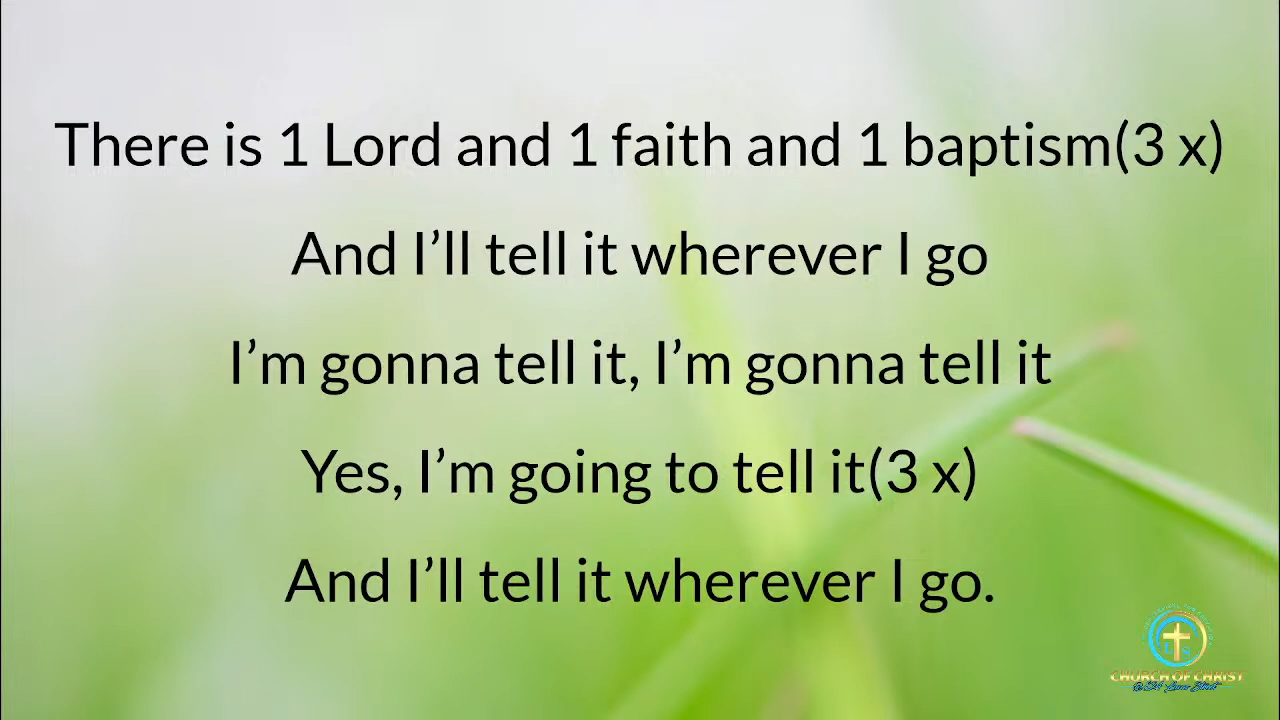 There is 1 Lord and 1 faith and 1 baptism(3 x)
And I’ll tell it wherever I go
I’m gonna tell it, I’m gonna tell it
Yes, I’m going to tell it(3 x)
And I’ll tell it wherever I go.
L S
CHURCH OF CHRIST